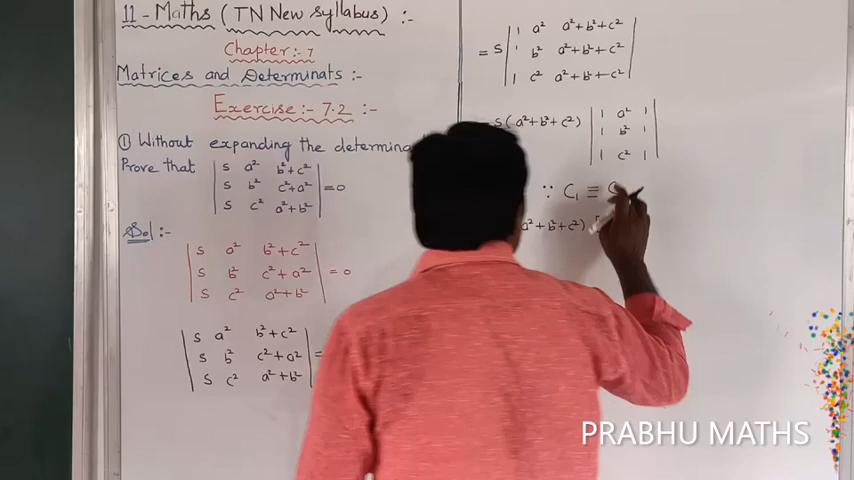 11 - Maths (TN New syllabus) :-
Chapter :- 7
Matrices and Determinats :-
Exercise :- 7.2 :-
① Without expanding the determina
Prove that | s a² b²+c² |
| s b² c²+a² | = 0
| s c² a²+b² |
Sol :-
| s a² b²+c² |
| s b² c²+a² | = 0
| s c² a²+b² |
| s a² b²+c² |
| s b² c²+a² | =
| s c² a²+b² |
| 1 a² a²+b²+c² |
= s | 1 b² a²+b²+c² |
| 1 c² a²+b²+c² |
s(a²+b²+c²) | 1 a² 1 |
| 1 b² 1 |
| 1 c² 1 |
∵ C₁ ≡ C
a²+b²+c²)
PRABHU MATHS